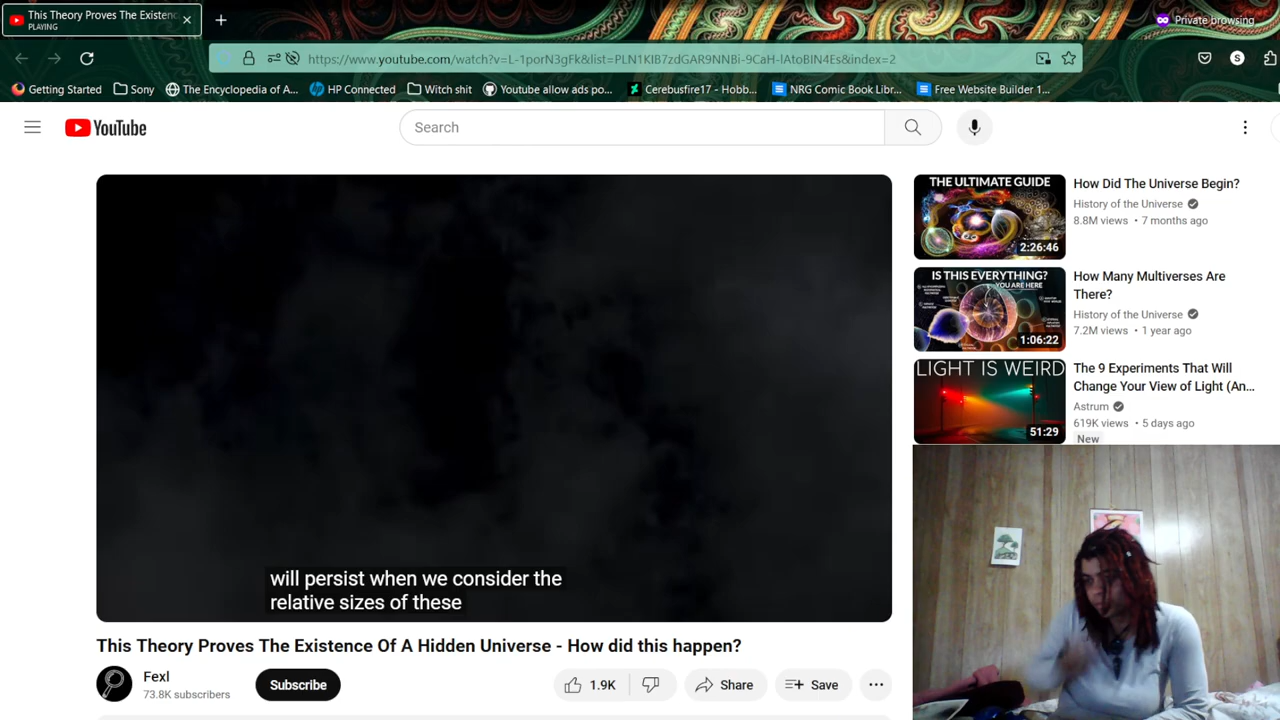 This Theory Proves The Existenc
PLAYING
Private browsing
https://www.youtube.com/watch?v=L-1porN3gFk&list=PLN1KIB7zdGAR9NNBi-9CaH-IAtoBIN4Es&index=2
S
Getting Started
Sony
The Encyclopedia of A...
HP Connected
Witch shit
Youtube allow ads po...
Cerebusfire17 - Hobb...
NRG Comic Book Libr...
Free Website Builder 1...
YouTube
Search
THE ULTIMATE GUIDE
2:26:46
How Did The Universe Begin?
History of the Universe
8.8M views • 7 months ago
IS THIS EVERYTHING?
YOU ARE HERE
1:06:22
How Many Multiverses Are
There?
History of the Universe
7.2M views • 1 year ago
LIGHT IS WEIRD
51:29
The 9 Experiments That Will
Change Your View of Light (An...
Astrum
619K views • 5 days ago
New
will persist when we consider the
relative sizes of these
This Theory Proves The Existence Of A Hidden Universe - How did this happen?
Fexl
73.8K subscribers
Subscribe
1.9K
Share
Save